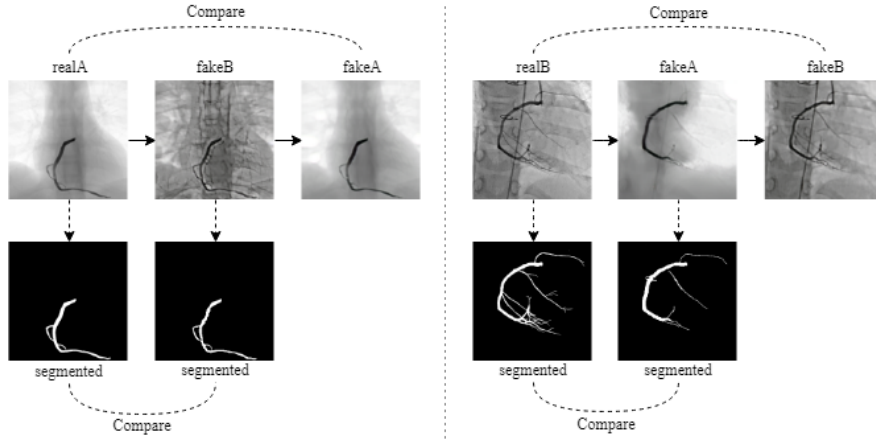 Compare
realA
fakeB
fakeA
segmented
segmented
Compare
Compare
realB
fakeA
fakeB
segmented
segmented
Compare